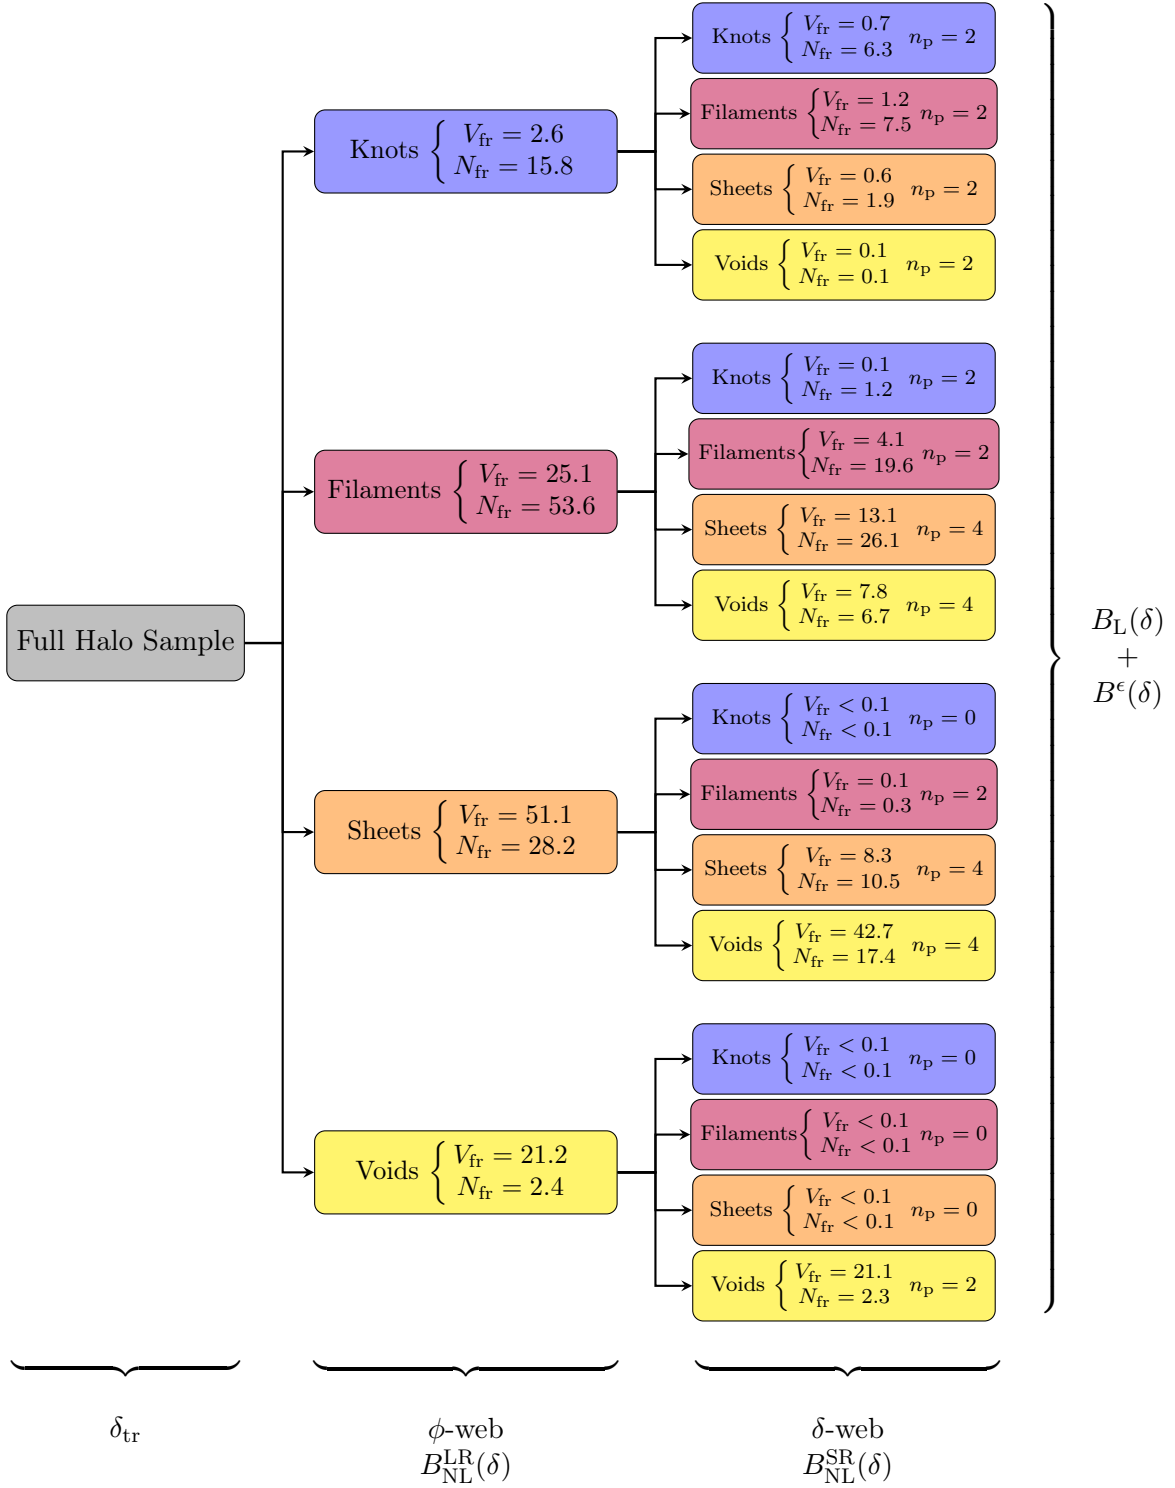 Full Halo Sample
Knots { V_fr = 2.6
N_fr = 15.8
Knots { V_fr = 0.7 n_p = 2
N_fr = 6.3
Filaments { V_fr = 1.2 n_p = 2
N_fr = 7.5
Sheets { V_fr = 0.6 n_p = 2
N_fr = 1.9
Voids { V_fr = 0.1 n_p = 2
N_fr = 0.1
Filaments { V_fr = 25.1
N_fr = 53.6
Knots { V_fr = 0.1 n_p = 2
N_fr = 1.2
Filaments { V_fr = 4.1 n_p = 2
N_fr = 19.6
Sheets { V_fr = 13.1 n_p = 4
N_fr = 26.1
Voids { V_fr = 7.8 n_p = 4
N_fr = 6.7
Sheets { V_fr = 51.1
N_fr = 28.2
Knots { V_fr < 0.1 n_p = 0
N_fr < 0.1
Filaments { V_fr = 0.1 n_p = 2
N_fr = 0.3
Sheets { V_fr = 8.3 n_p = 4
N_fr = 10.5
Voids { V_fr = 42.7 n_p = 4
N_fr = 17.4
Voids { V_fr = 21.2
N_fr = 2.4
Knots { V_fr < 0.1 n_p = 0
N_fr < 0.1
Filaments { V_fr < 0.1 n_p = 0
N_fr < 0.1
Sheets { V_fr < 0.1 n_p = 0
N_fr < 0.1
Voids { V_fr = 21.1 n_p = 2
N_fr = 2.3
B_L(δ)
+
B^ϵ(δ)
δ_tr
ϕ-web
B_NL^LR(δ)
δ-web
B_NL^SR(δ)